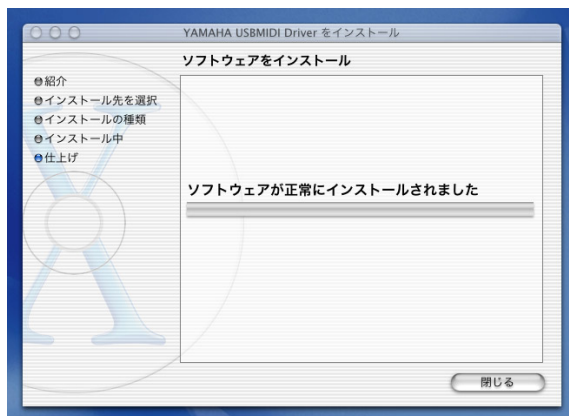 YAMAHA USBMIDI Driver をインストール
ソフトウェアをインストール
紹介
インストール先を選択
インストールの種類
インストール中
仕上げ
ソフトウェアが正常にインストールされました
閉じる